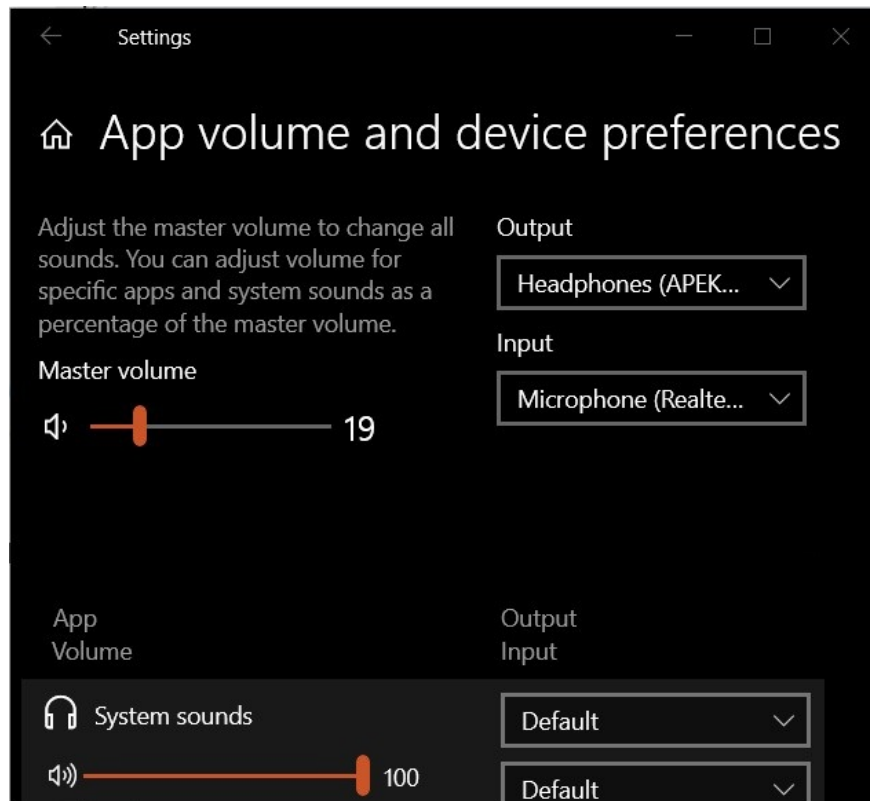 Settings
App volume and device preferences
Adjust the master volume to change all
sounds. You can adjust volume for
specific apps and system sounds as a
percentage of the master volume.
Master volume
19
Output
Headphones (APEK...
Input
Microphone (Realte...
App
Volume
Output
Input
System sounds
Default
100
Default